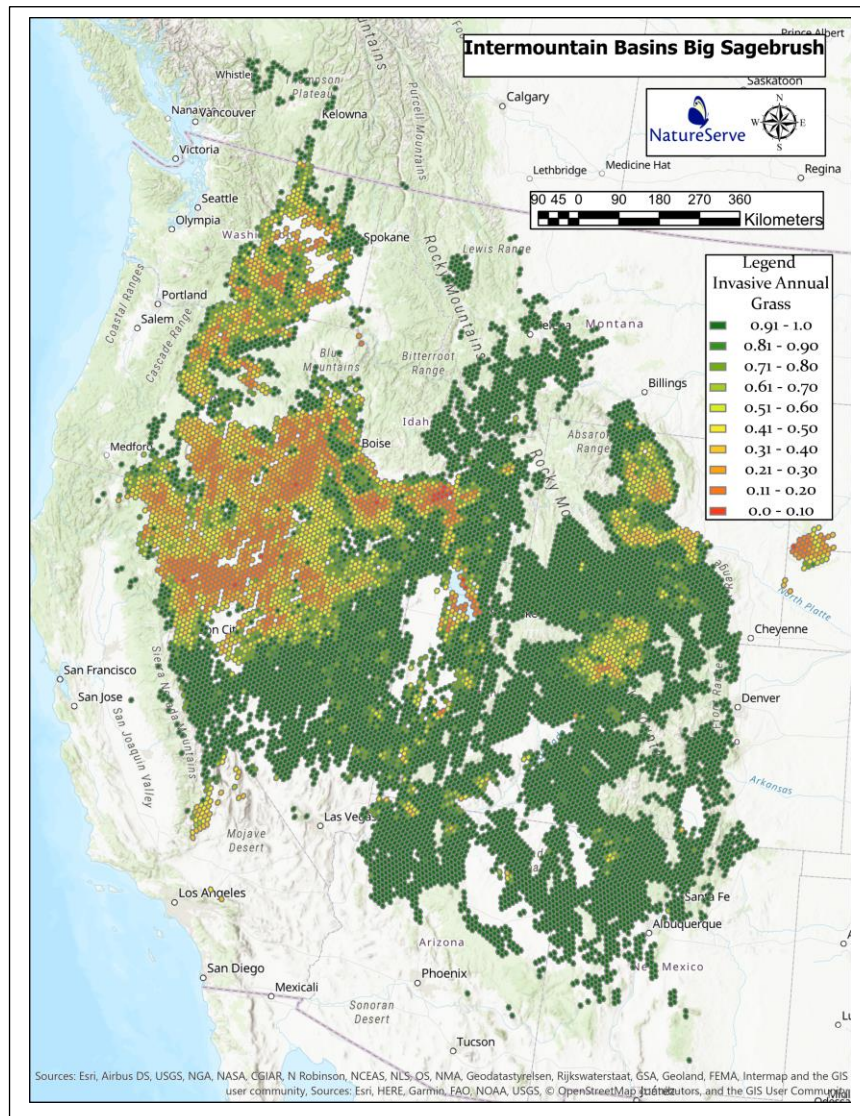 Intermountain Basins Big Sagebrush
NatureServe
N
W E
S
90 45 0 90 180 270 360
Kilometers
Legend
Invasive Annual
Grass
0.91 - 1.0
0.81 - 0.90
0.71 - 0.80
0.61 - 0.70
0.51 - 0.60
0.41 - 0.50
0.31 - 0.40
0.21 - 0.30
0.11 - 0.20
0.0 - 0.10
Prince Albert
Saskatoon
Whistler
Thompson
Plateau
Purcell Mountains
Calgary
Kelowna
Vancouver
Victoria
Lethbridge
Medicine Hat
Regina
Seattle
Olympia
Spokane
Lewis Range
Rocky Mountains
Coastal Ranges
Cascade Range
Portland
Salem
Montana
Blue
Mountains
Bitterroot
Range
Billings
Medford
Boise
North Platte
Cheyenne
Denver
San Francisco
San Jose
San Joaquin Valley
Sierra Nevada Mountains
Arkansas
Las Vegas
Mojave
Desert
Los Angeles
Santa Fe
Albuquerque
Arizona
New Mexico
San Diego
Mexicali
Phoenix
Sonoran
Desert
Tucson
Sources: Esri, Airbus DS, USGS, NGA, NASA, CGIAR, N Robinson, NCEAS, NLS, OS, NMA, Geodatastyrelsen, Rijkswaterstaat, GSA, Geoland, FEMA, Intermap and the GIS
user community, Sources: Esri, HERE, Garmin, FAO, NOAA, USGS, © OpenStreetMap contributors, and the GIS User Community